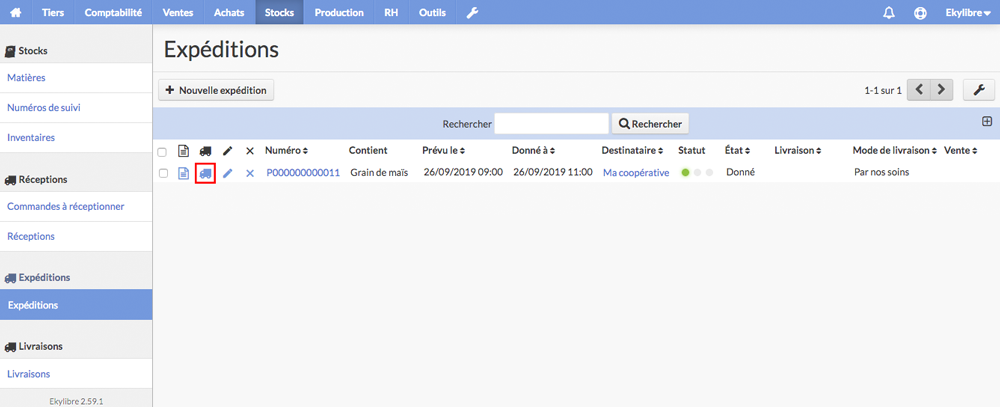 Tiers Comptabilité Ventes Achats Stocks Production RH Outils Ekylibre
Stocks
Matières
Numéros de suivi
Inventaires
Réceptions
Commandes à réceptionner
Réceptions
Expéditions
Expéditions
Livraisons
Livraisons
Ekylibre 2.59.1
Expéditions
Nouvelle expédition
1-1 sur 1
Rechercher Rechercher
Numéro Contient Prévu le Donné à Destinataire Statut État Livraison Mode de livraison Vente
P000000000011 Grain de maïs 26/09/2019 09:00 26/09/2019 11:00 Ma coopérative Donné Par nos soins